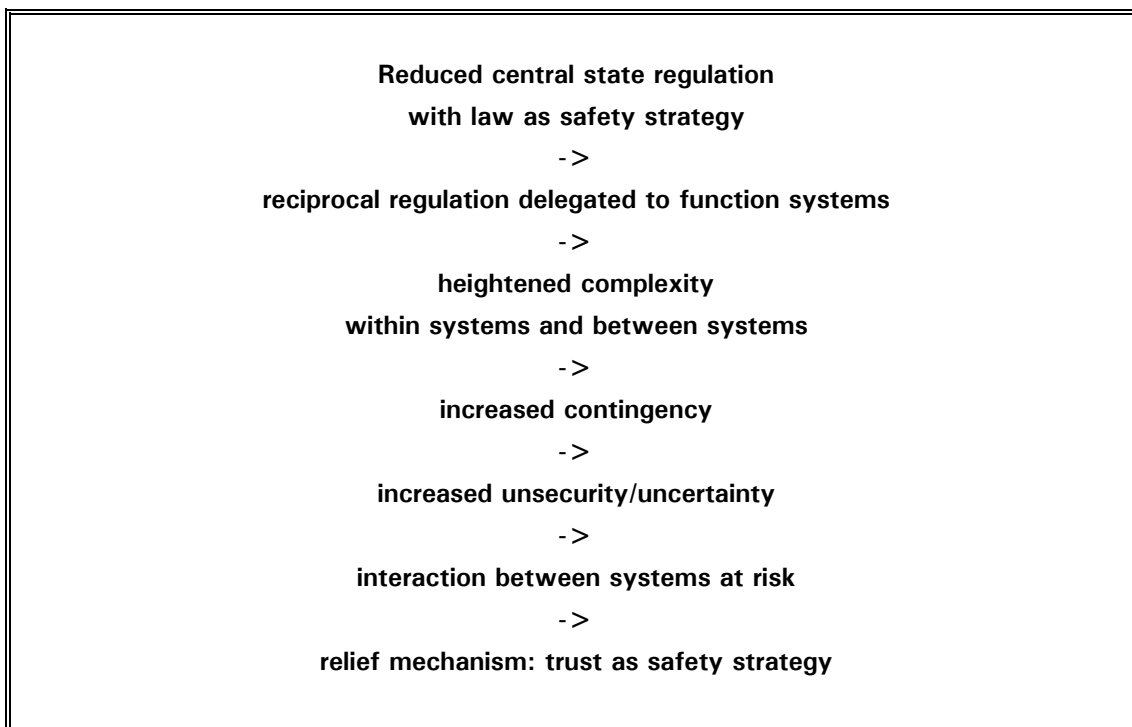 Reduced central state regulation
with law as safety strategy
->
reciprocal regulation delegated to function systems
->
heightened complexity
within systems and between systems
->
increased contingency
->
increased unsecurity/uncertainty
->
interaction between systems at risk
->
relief mechanism: trust as safety strategy